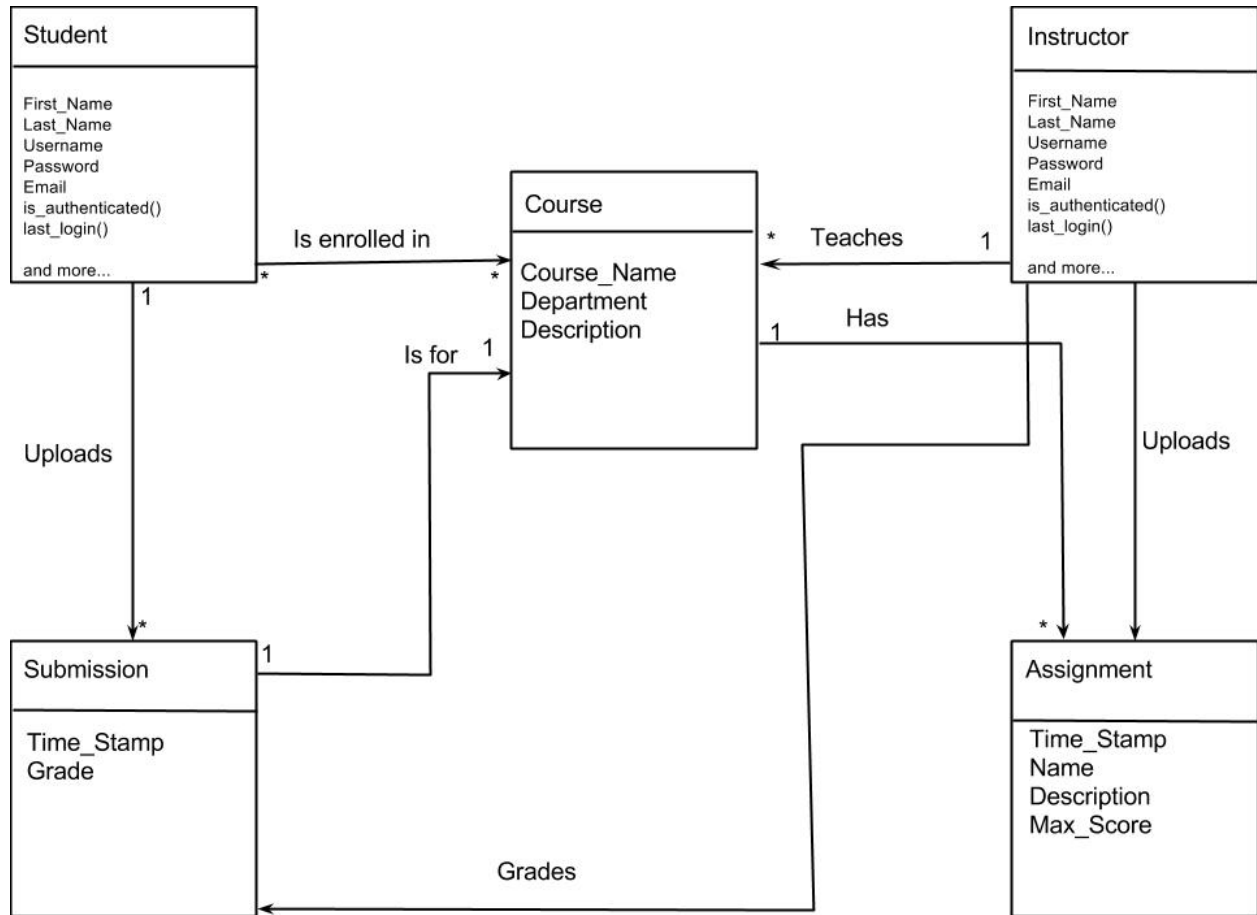 Student
First_Name
Last_Name
Username
Password
Email
is_authenticated()
last_login()
and more...
Instructor
First_Name
Last_Name
Username
Password
Email
is_authenticated()
last_login()
and more...
Course
Course_Name
Department
Description
Is enrolled in
*
*
Teaches
*
1
Has
1
*
Is for
1
1
1
Uploads
*
Uploads
Submission
Time_Stamp
Grade
Assignment
Time_Stamp
Name
Description
Max_Score
Grades